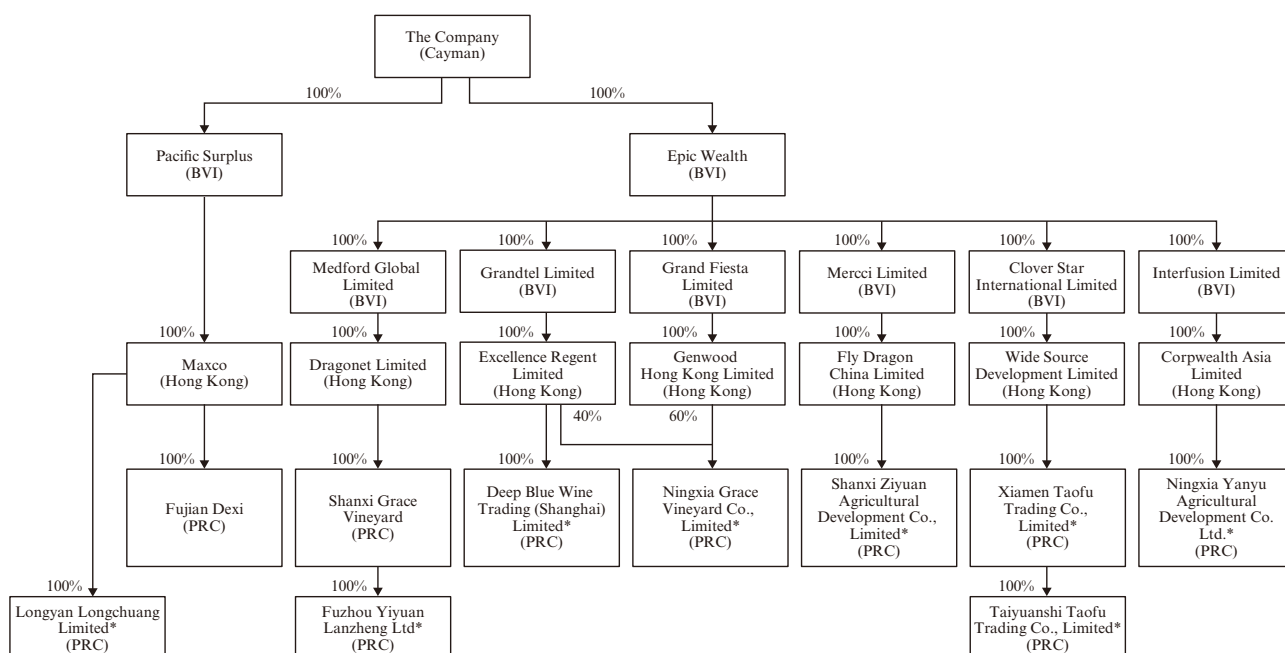 The Company
(Cayman)
100%
100%
Pacific Surplus
(BVI)
Epic Wealth
(BVI)
100%
100%
100%
100%
100%
100%
Medford Global
Limited
(BVI)
Grandtel Limited
(BVI)
Grand Fiesta
Limited
(BVI)
Mercci Limited
(BVI)
Clover Star
International Limited
(BVI)
Interfusion Limited
(BVI)
100%
100%
100%
100%
100%
100%
100%
Maxco
(Hong Kong)
Dragonet Limited
(Hong Kong)
Excellence Regent
Limited
(Hong Kong)
Genwood
Hong Kong Limited
(Hong Kong)
Fly Dragon
China Limited
(Hong Kong)
Wide Source
Development Limited
(Hong Kong)
Corpwealth Asia
Limited
(Hong Kong)
40%
60%
100%
100%
100%
100%
100%
100%
Fujian Dexi
(PRC)
Shanxi Grace
Vineyard
(PRC)
Deep Blue Wine
Trading (Shanghai)
Limited*
(PRC)
Ningxia Grace
Vineyard Co.,
Limited*
(PRC)
Shanxi Ziyuan
Agricultural
Development Co.,
Limited*
(PRC)
Xiamen Taofu
Trading Co.,
Limited*
(PRC)
Ningxia Yanyu
Agricultural
Development Co.
Ltd.*
(PRC)
100%
100%
100%
Longyan Longchuang
Limited*
(PRC)
Fuzhou Yiyuan
Lanzheng Ltd*
(PRC)
Taiyuanshi Taofu
Trading Co., Limited*
(PRC)